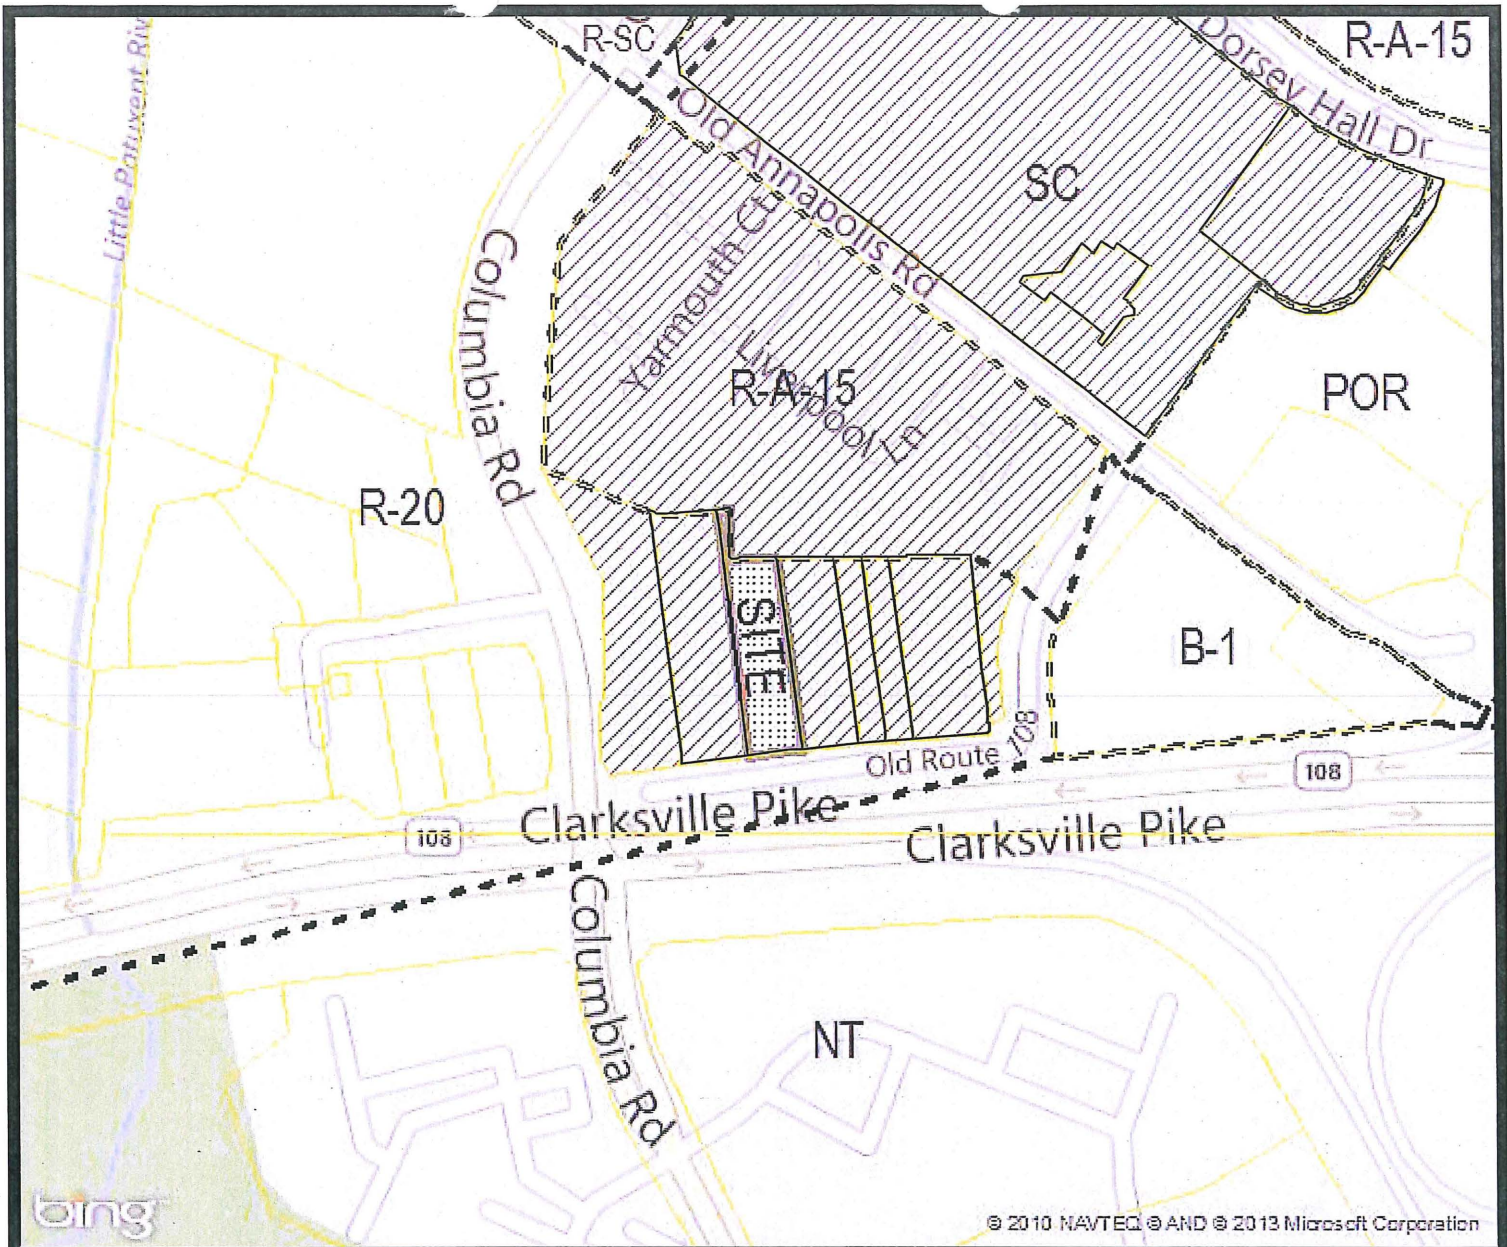 R-SC
R-A-15
Dorsey Hall Dr
Little Patuxent Riv
Old Annapolis Rd
SC
Columbia Rd
Yarmouth Ct
Liverpool Ln
R-A-15
POR
R-20
SITE
B-1
Old Route 108
108
Clarksville Pike
108
Clarksville Pike
Columbia Rd
NT
bing
© 2010 NAVTEQ © AND © 2013 Microsoft Corporation